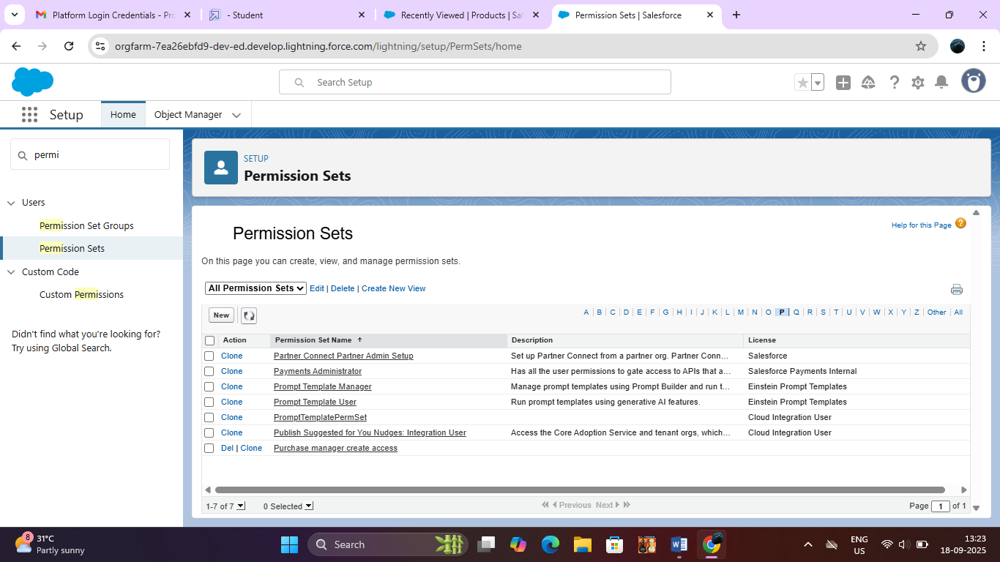 Platform Login Credentials - Pro
- Student
Recently Viewed | Products | Sal
Permission Sets | Salesforce
orgfarm-7ea26ebfd9-dev-ed.develop.lightning.force.com/lightning/setup/PermSets/home
Search Setup
Setup
Home
Object Manager
permi
Users
Permission Set Groups
Permission Sets
Custom Code
Custom Permissions
Didn't find what you're looking for?
Try using Global Search.
SETUP
Permission Sets
Help for this Page
Permission Sets
On this page you can create, view, and manage permission sets.
All Permission Sets Edit | Delete | Create New View
New
A | B | C | D | E | F | G | H | I | J | K | L | M | N | O | P | Q | R | S | T | U | V | W | X | Y | Z | Other | All
Action Permission Set Name ↑ Description License
Clone Partner Connect Partner Admin Setup Set up Partner Connect from a partner org. Partner Conn... Salesforce
Clone Payments Administrator Has all the user permissions to gate access to APIs that a... Salesforce Payments Internal
Clone Prompt Template Manager Manage prompt templates using Prompt Builder and run t... Einstein Prompt Templates
Clone Prompt Template User Run prompt templates using generative AI features. Einstein Prompt Templates
Clone PromptTemplatePermSet Cloud Integration User
Clone Publish Suggested for You Nudges: Integration User Access the Core Adoption Service and tenant orgs, which... Cloud Integration User
Del | Clone Purchase manager create access
1-7 of 7 0 Selected Previous Next Page 1 of 1
8
31°C
Partly sunny
Search
ENG
US
13:23
18-09-2025